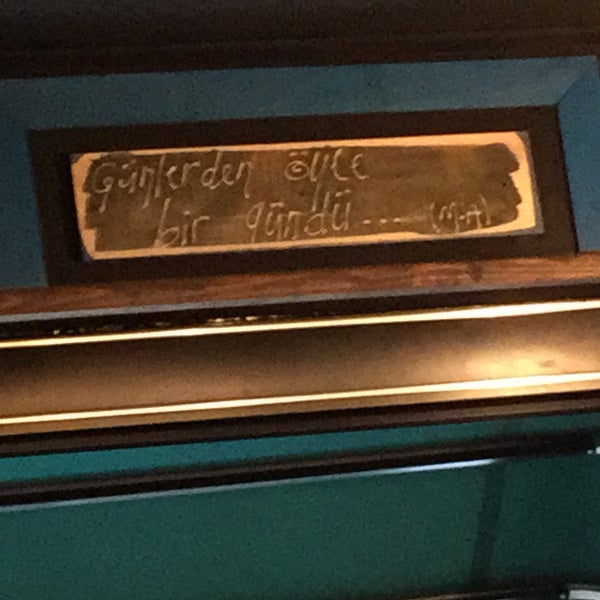 Günlerden öyle
bir gündü.... (M.A)